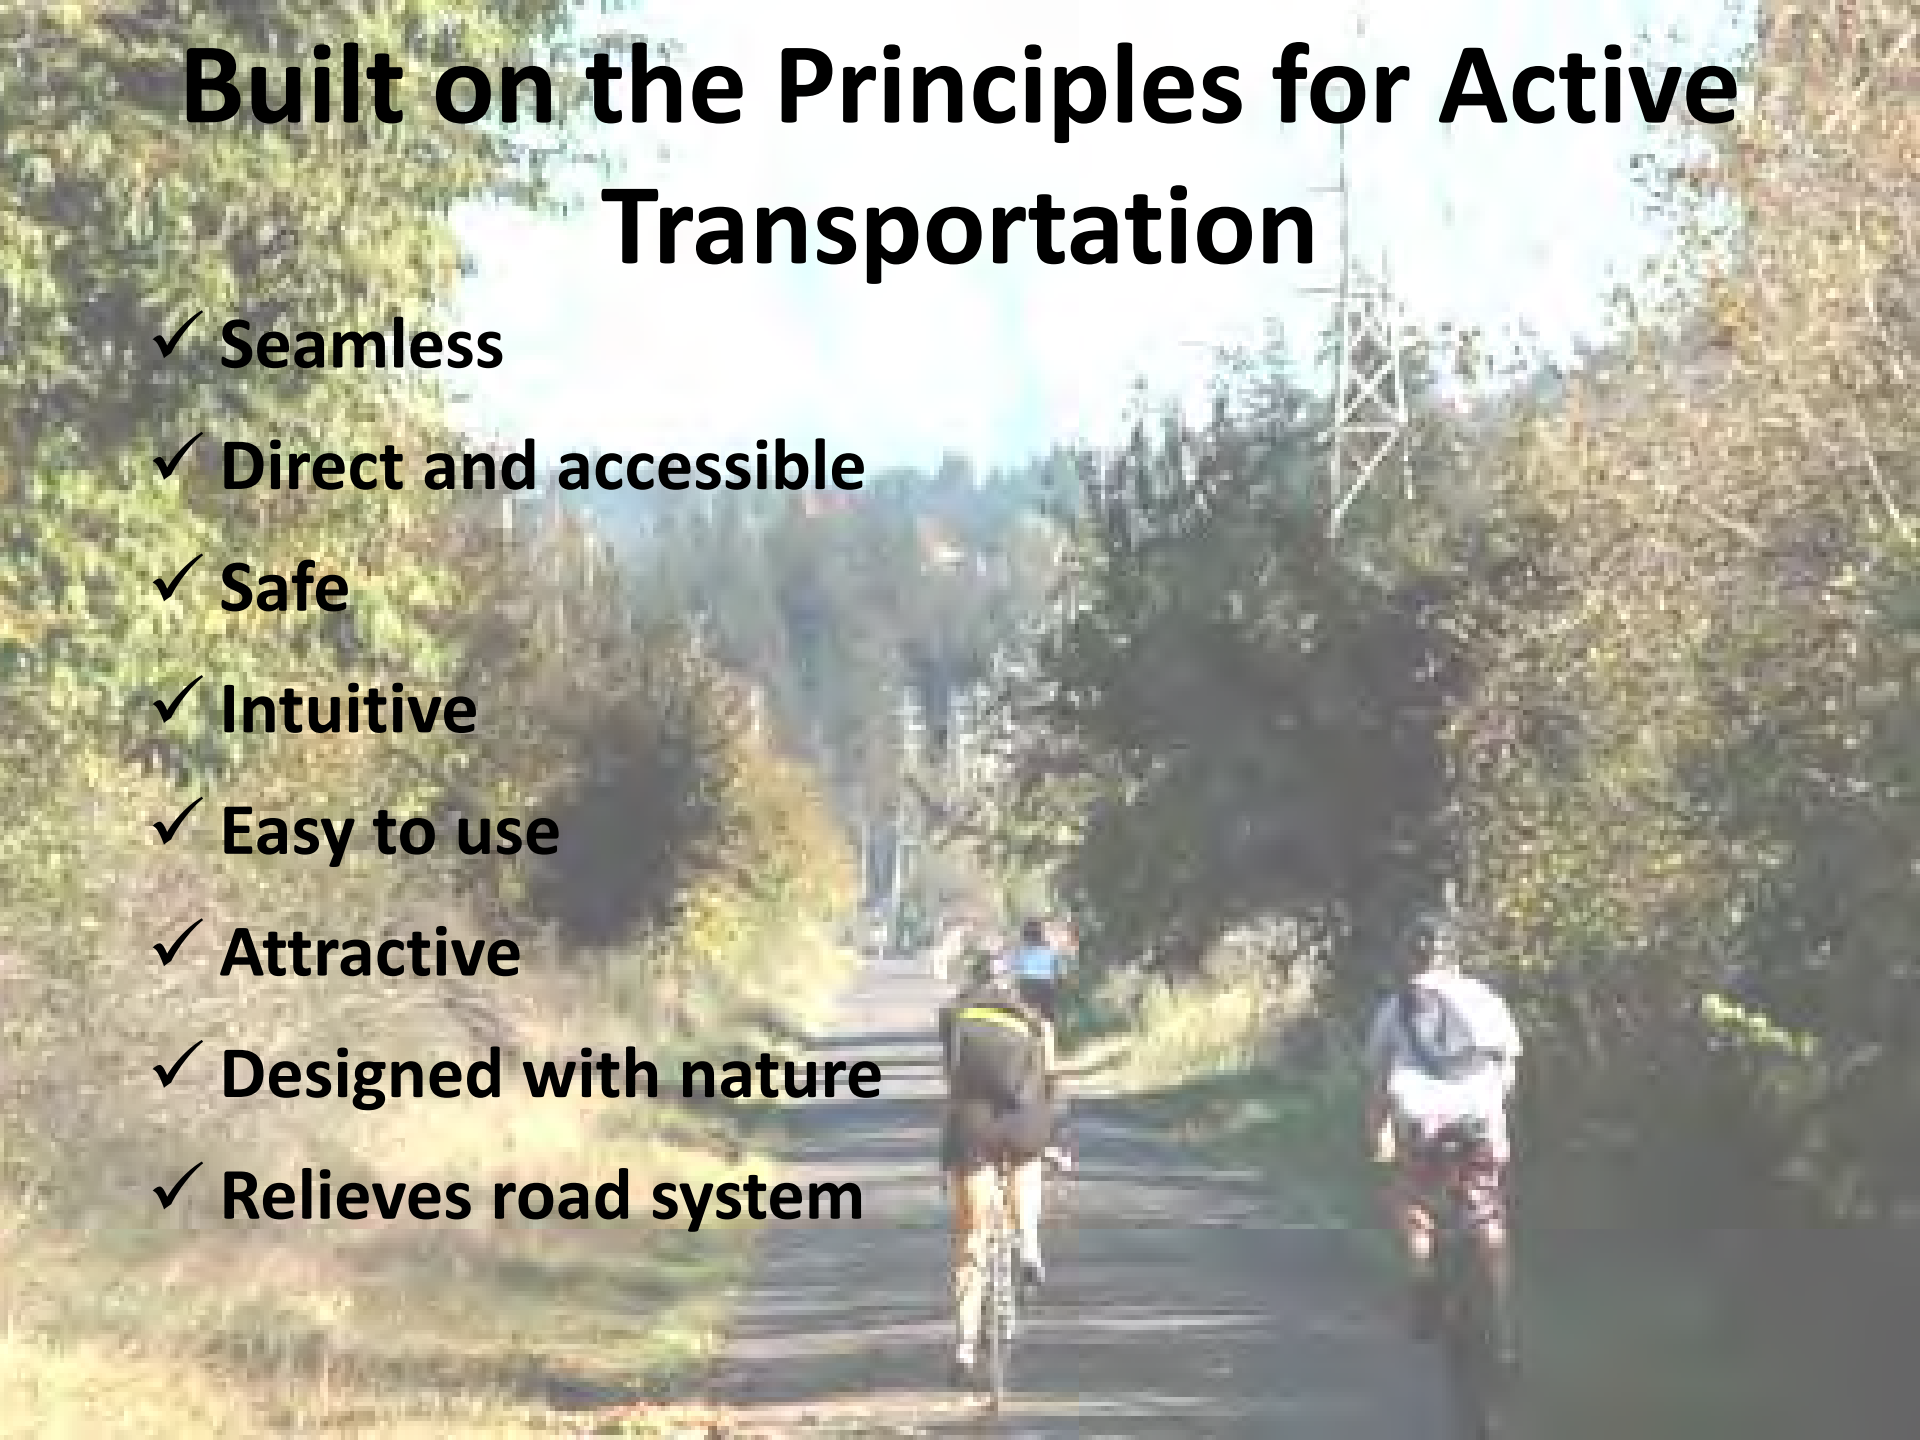 Built on the Principles for Active
Transportation
✓ Seamless
✓ Direct and accessible
✓ Safe
✓ Intuitive
✓ Easy to use
✓ Attractive
✓ Designed with nature
✓ Relieves road system